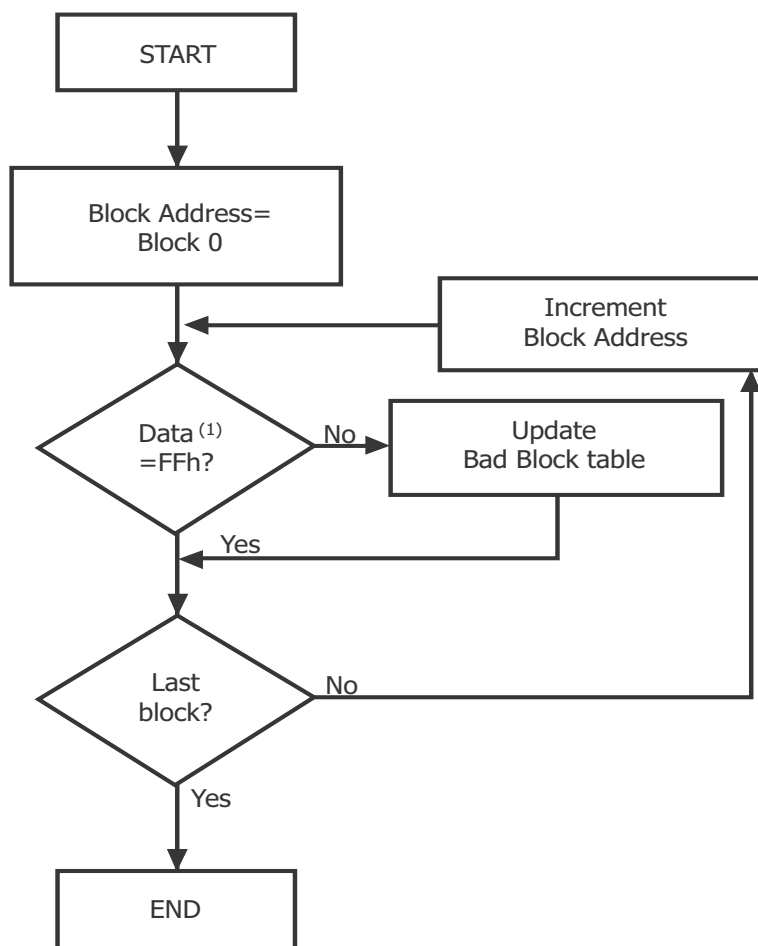 START
Block Address=
Block 0
Increment
Block Address
Data (1)
=FFh?
No
Update
Bad Block table
Yes
Last
block?
No
Yes
END